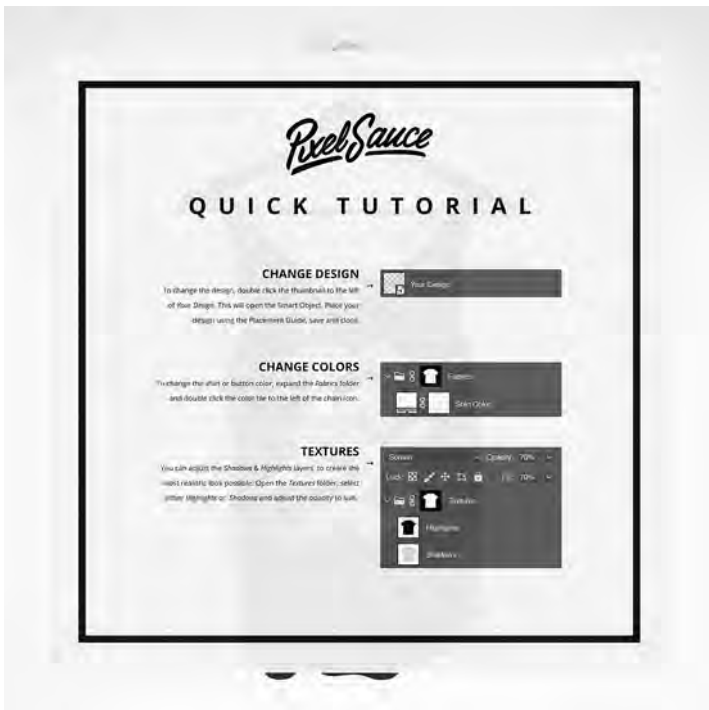 PixelSauce
QUICK TUTORIAL
CHANGE DESIGN
To change the design, double click the thumbnail to the left
of Your Design. This will open the Smart Object. Place your
design using the Placement Guide, save and close.
→
Your Design
CHANGE COLORS
To change the shirt or button color, expand the Fabrics folder
and double click the color tile to the left of the chain icon.
→
Fabrics
Shirt Color
TEXTURES
You can adjust the Shadows & Highlights layers, to create the
most realistic look possible. Open the Textures folder, select
either Highlights or Shadows and adjust the opacity to suit.
→
Screen Opacity: 70%
Lock: Fill: 70%
Textures
Highlights
Shadows